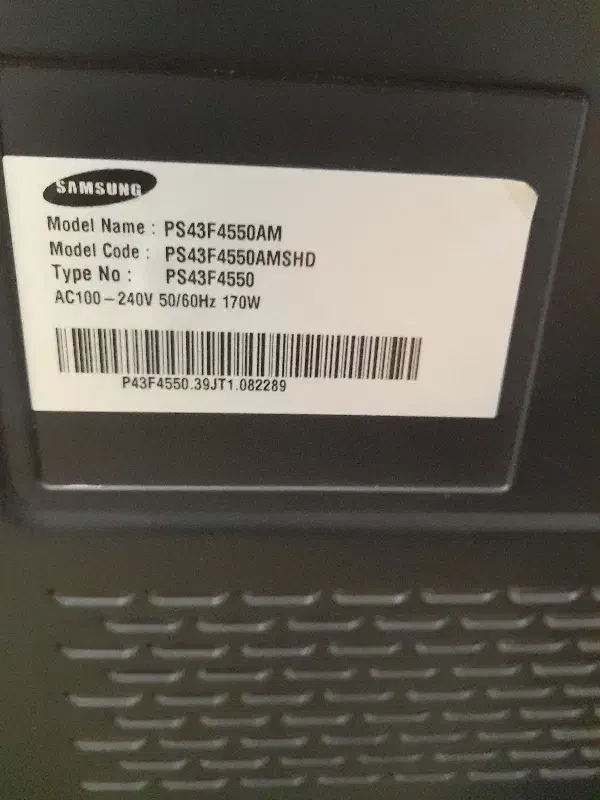 SAMSUNG
Model Name : PS43F4550AM
Model Code : PS43F4550AMSHD
Type No : PS43F4550
AC100-240V 50/60Hz 170W
P43F4550.39JT1.082289